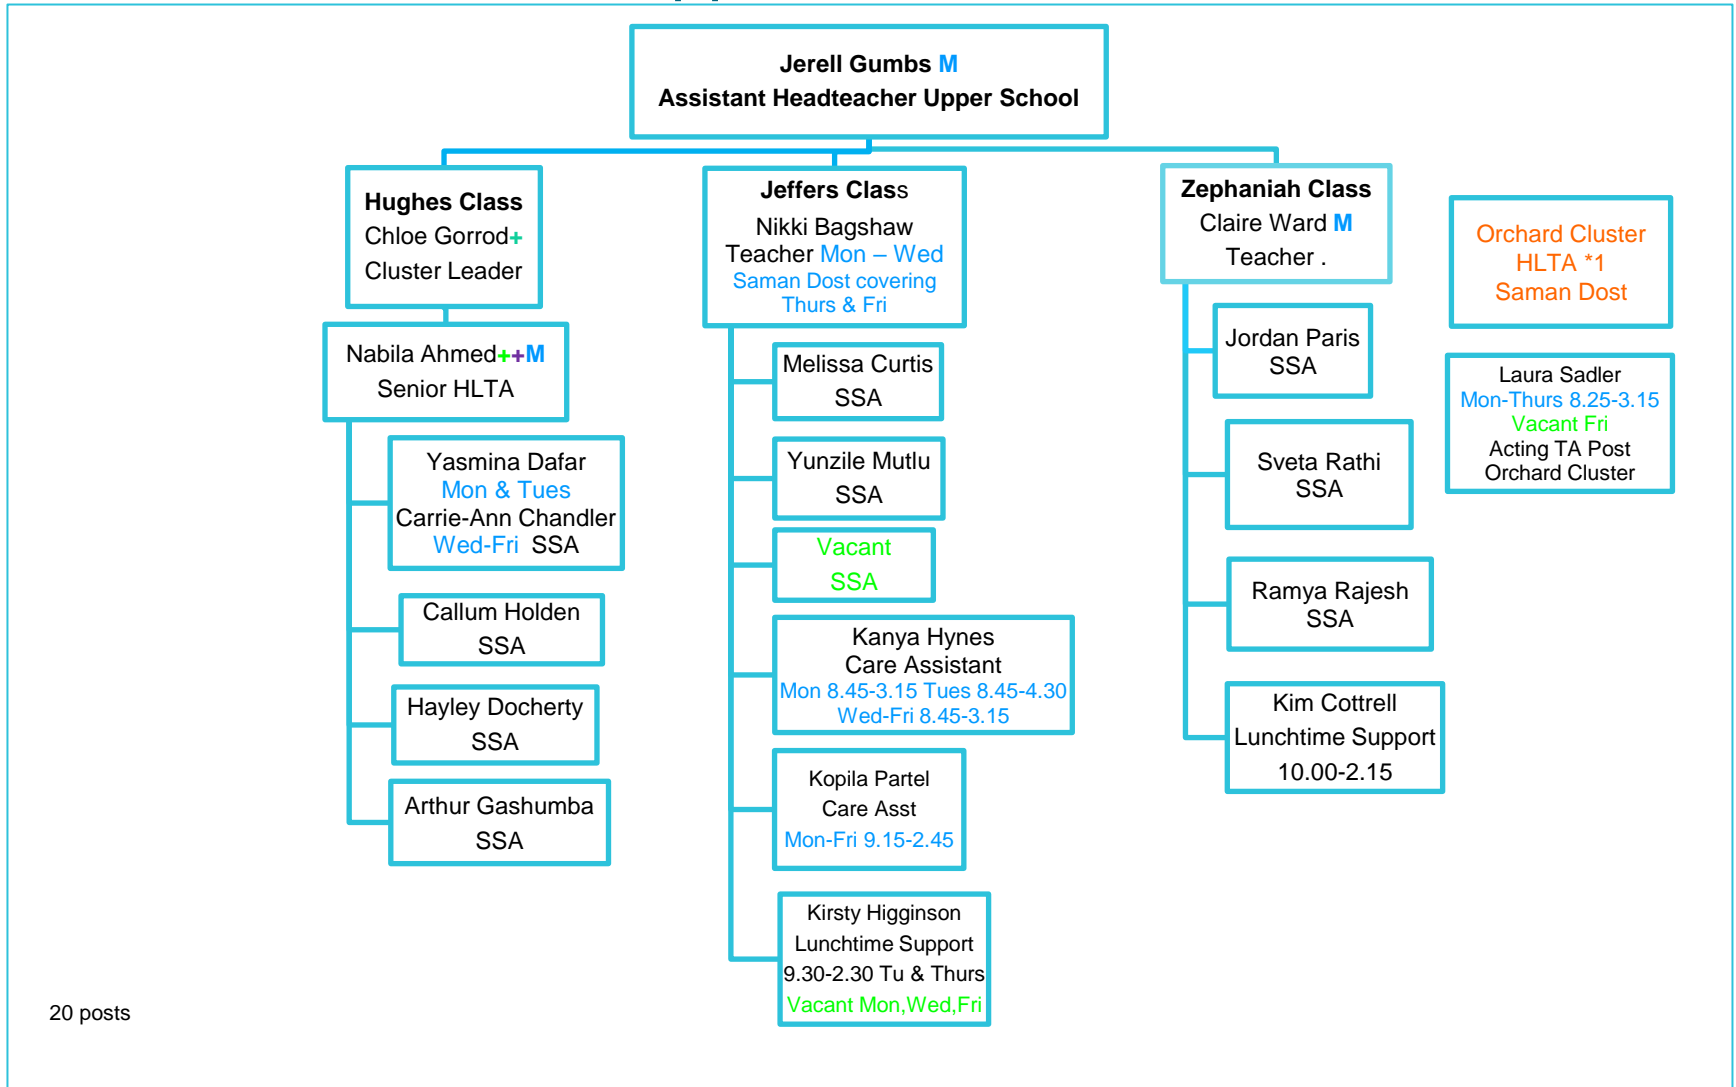 Jerell Gumbs M
Assistant Headteacher Upper School
Hughes Class
Chloe Gorrod+
Cluster Leader
Nabila Ahmed++M
Senior HLTA
Yasmina Dafar
Mon & Tues
Carrie-Ann Chandler
Wed-Fri SSA
Callum Holden
SSA
Hayley Docherty
SSA
Arthur Gashumba
SSA
Jeffers Class
Nikki Bagshaw
Teacher Mon – Wed
Saman Dost covering
Thurs & Fri
Melissa Curtis
SSA
Yunzile Mutlu
SSA
Vacant
SSA
Kanya Hynes
Care Assistant
Mon 8.45-3.15 Tues 8.45-4.30
Wed-Fri 8.45-3.15
Kopila Partel
Care Asst
Mon-Fri 9.15-2.45
Kirsty Higginson
Lunchtime Support
9.30-2.30 Tu & Thurs
Vacant Mon,Wed,Fri
Zephaniah Class
Claire Ward M
Teacher .
Jordan Paris
SSA
Sveta Rathi
SSA
Ramya Rajesh
SSA
Kim Cottrell
Lunchtime Support
10.00-2.15
Orchard Cluster
HLTA *1
Saman Dost
Laura Sadler
Mon-Thurs 8.25-3.15
Vacant Fri
Acting TA Post
Orchard Cluster
20 posts